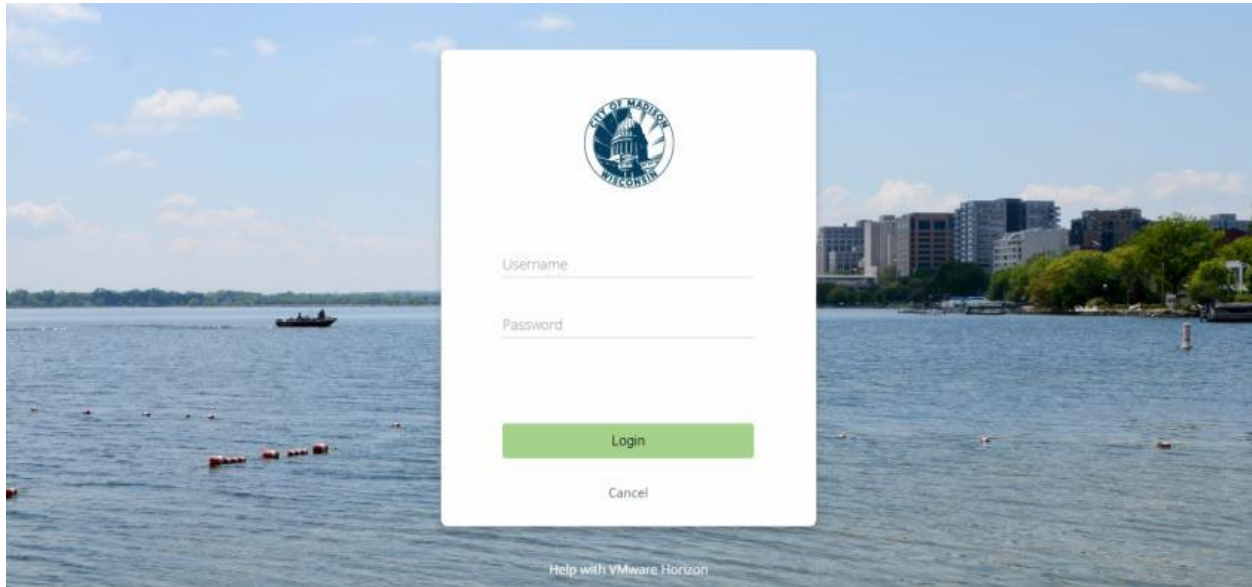 CITY OF MADISON
WISCONSIN
Username
Password
Login
Cancel
Help with VMware Horizon